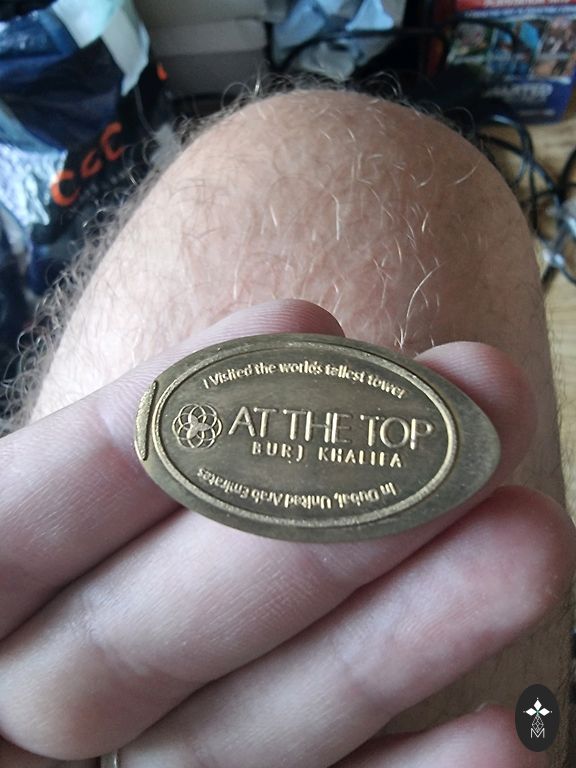 I visited the world's tallest tower
AT THE TOP
BURJ KHALIFA
In Dubai, United Arab Emirates
M